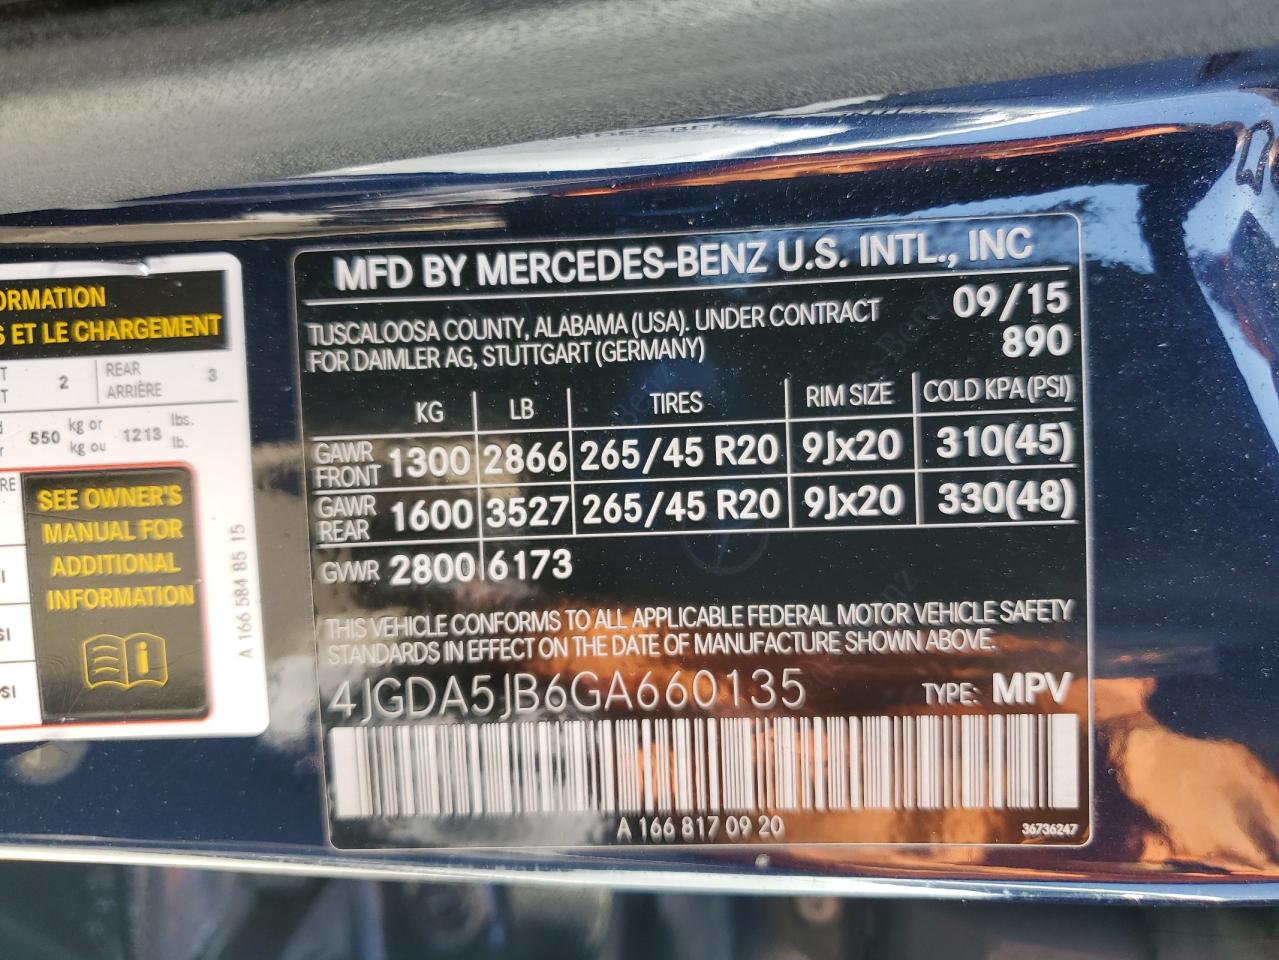 ORMATION
S ET LE CHARGEMENT
T
T
2
REAR
ARRIÈRE
3
550 kg or
kg ou
1213 lbs.
lb.
RE
SEE OWNER'S
MANUAL FOR
ADDITIONAL
INFORMATION
I
SI
SI
A 166 584 85 15
MFD BY MERCEDES-BENZ U.S. INTL., INC
TUSCALOOSA COUNTY, ALABAMA (USA). UNDER CONTRACT
FOR DAIMLER AG, STUTTGART (GERMANY)
09/15
890
KG LB TIRES RIM SIZE COLD KPA (PSI)
GAWR
FRONT 1300 2866 265/45 R20 9Jx20 310(45)
GAWR
REAR 1600 3527 265/45 R20 9Jx20 330(48)
GVWR 2800 6173
THIS VEHICLE CONFORMS TO ALL APPLICABLE FEDERAL MOTOR VEHICLE SAFETY
STANDARDS IN EFFECT ON THE DATE OF MANUFACTURE SHOWN ABOVE.
4JGDA5JB6GA660135 TYPE: MPV
A 166 817 09 20
36736247